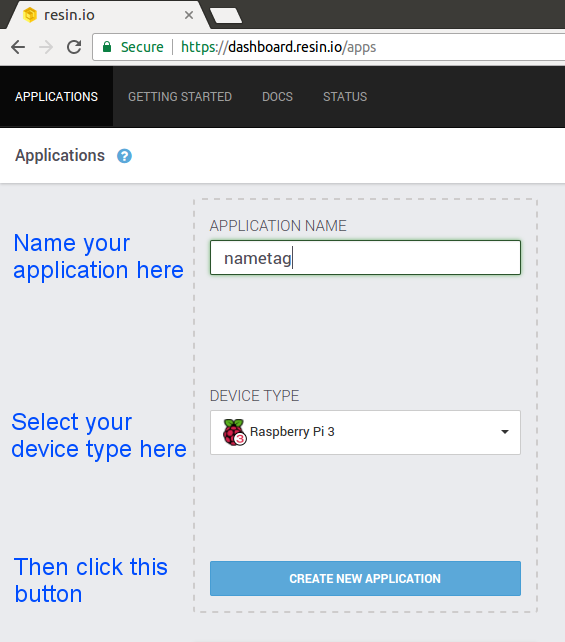 resin.io
Secure https://dashboard.resin.io/apps
APPLICATIONS GETTING STARTED DOCS STATUS
Applications ?
APPLICATION NAME
Name your
application here
nametag
DEVICE TYPE
Select your
device type here
3 Raspberry Pi 3
Then click this
button
CREATE NEW APPLICATION